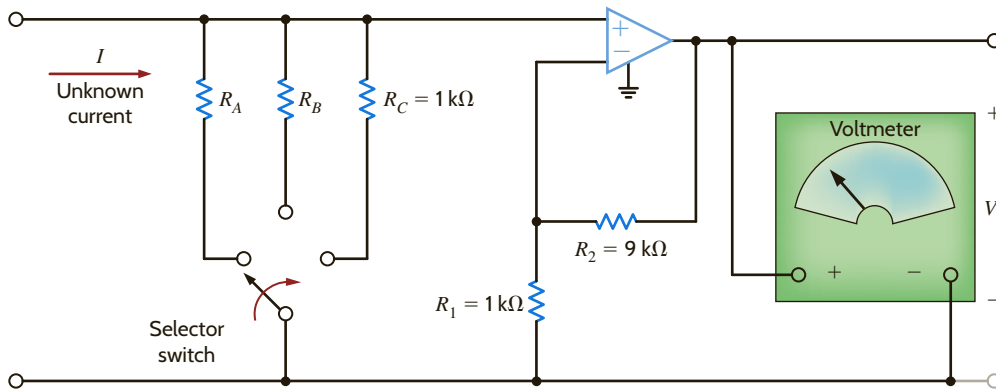 I
Unknown
current
R_A
R_B
R_C = 1 kΩ
+
−
Voltmeter
+
V
+ −
−
R_2 = 9 kΩ
R_1 = 1 kΩ
Selector
switch